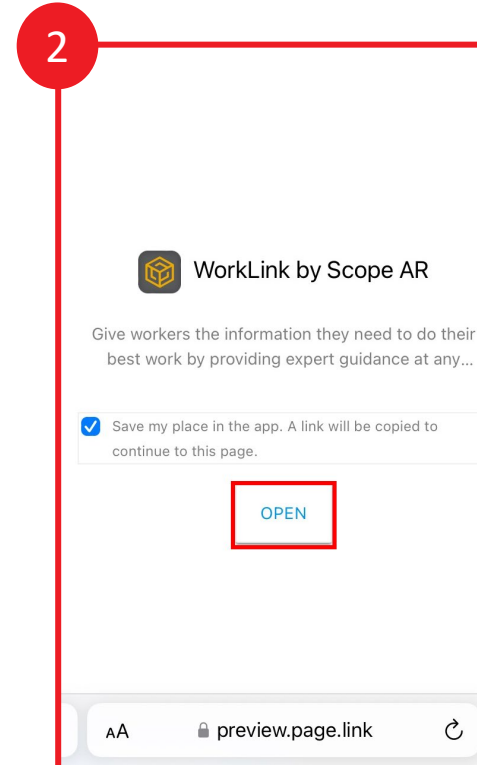 2
WorkLink by Scope AR
Give workers the information they need to do their
best work by providing expert guidance at any...
Save my place in the app. A link will be copied to
continue to this page.
OPEN
AA preview.page.link